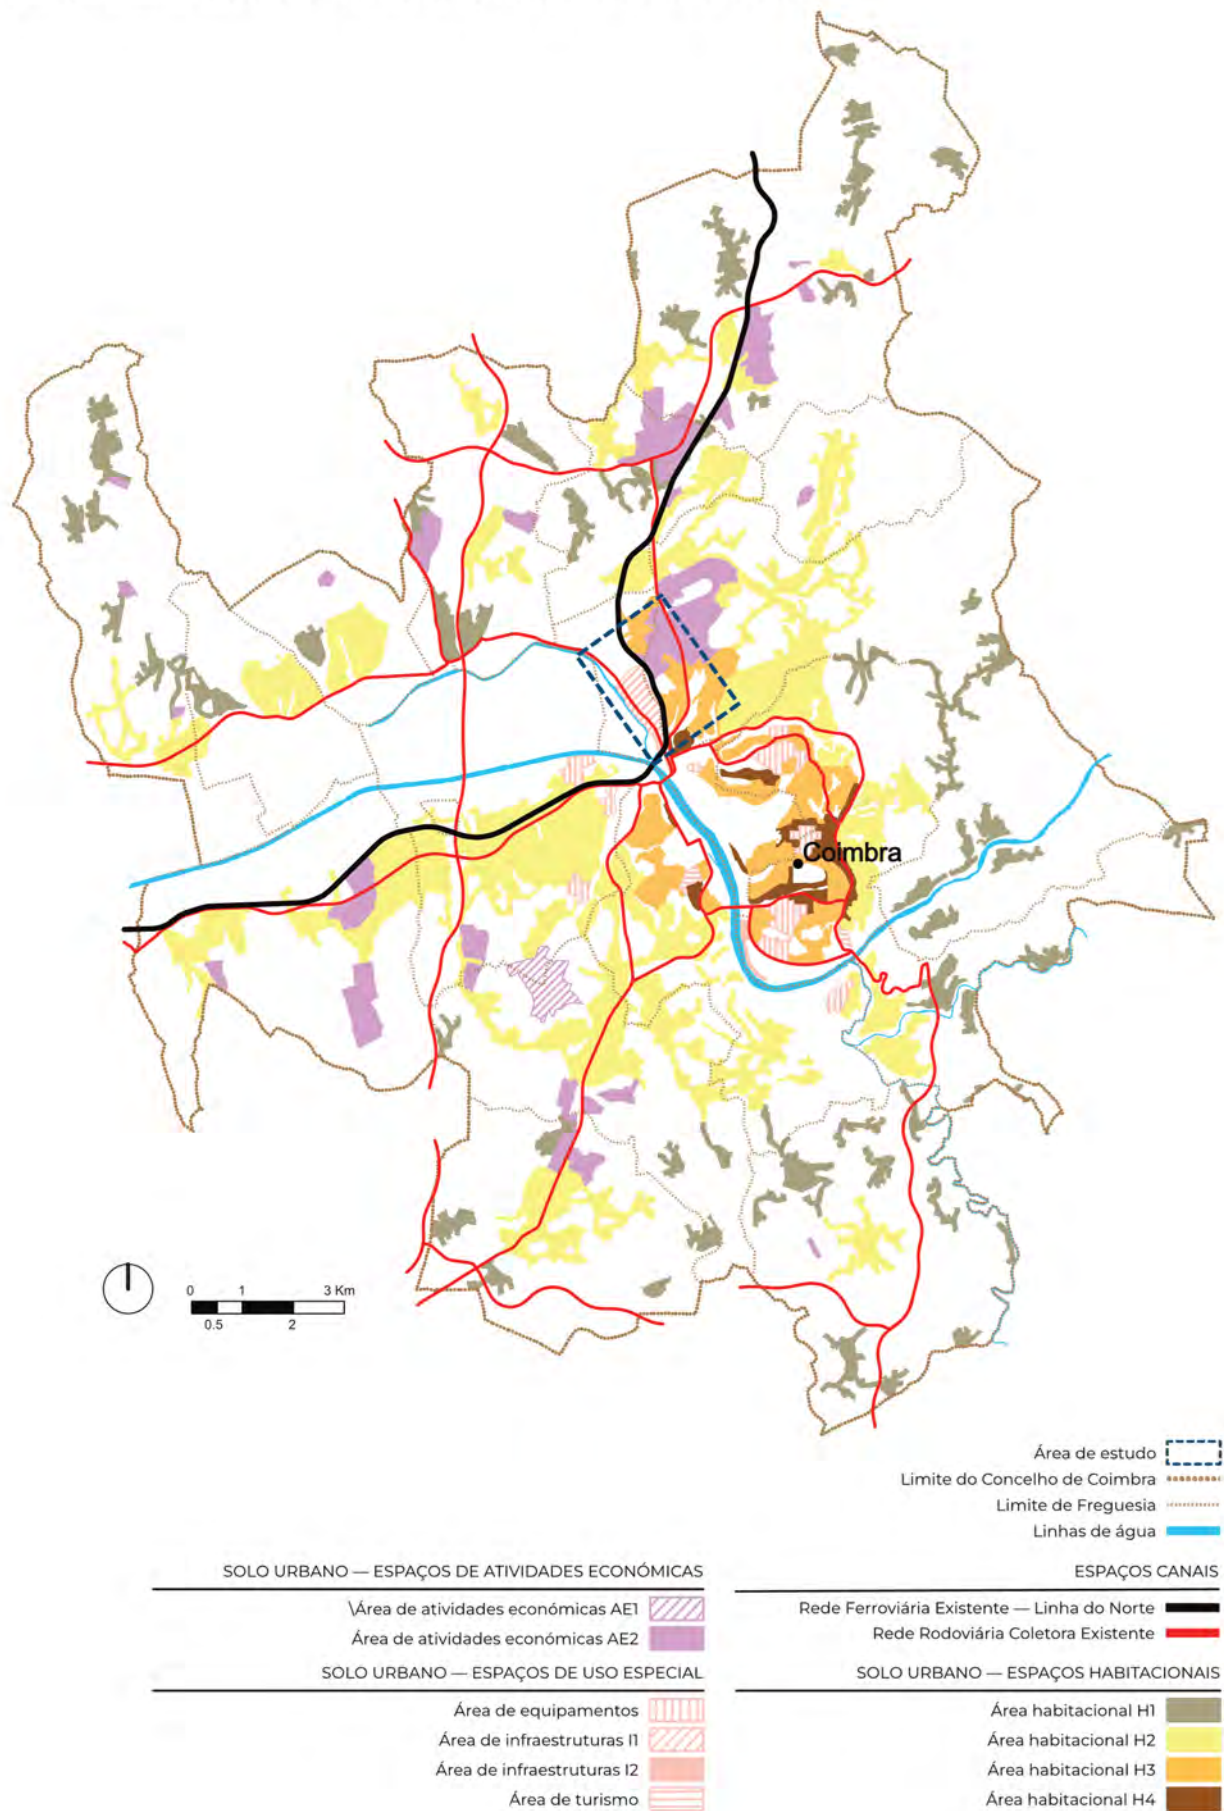 Coimbra
0 1 3 Km
0.5 2
Área de estudo
Limite do Concelho de Coimbra
Limite de Freguesia
Linhas de água
SOLO URBANO — ESPAÇOS DE ATIVIDADES ECONÓMICAS
\Área de atividades económicas AE1
Área de atividades económicas AE2
SOLO URBANO — ESPAÇOS DE USO ESPECIAL
Área de equipamentos
Área de infraestruturas I1
Área de infraestruturas I2
Área de turismo
ESPAÇOS CANAIS
Rede Ferroviária Existente — Linha do Norte
Rede Rodoviária Coletora Existente
SOLO URBANO — ESPAÇOS HABITACIONAIS
Área habitacional H1
Área habitacional H2
Área habitacional H3
Área habitacional H4